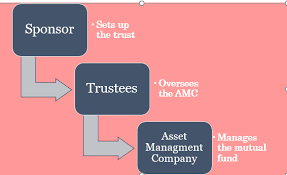 Sponsor
• Sets up
the trust
Trustees
• Oversees
the AMC
Asset
Managment
Company
• Manages
the mutual
fund